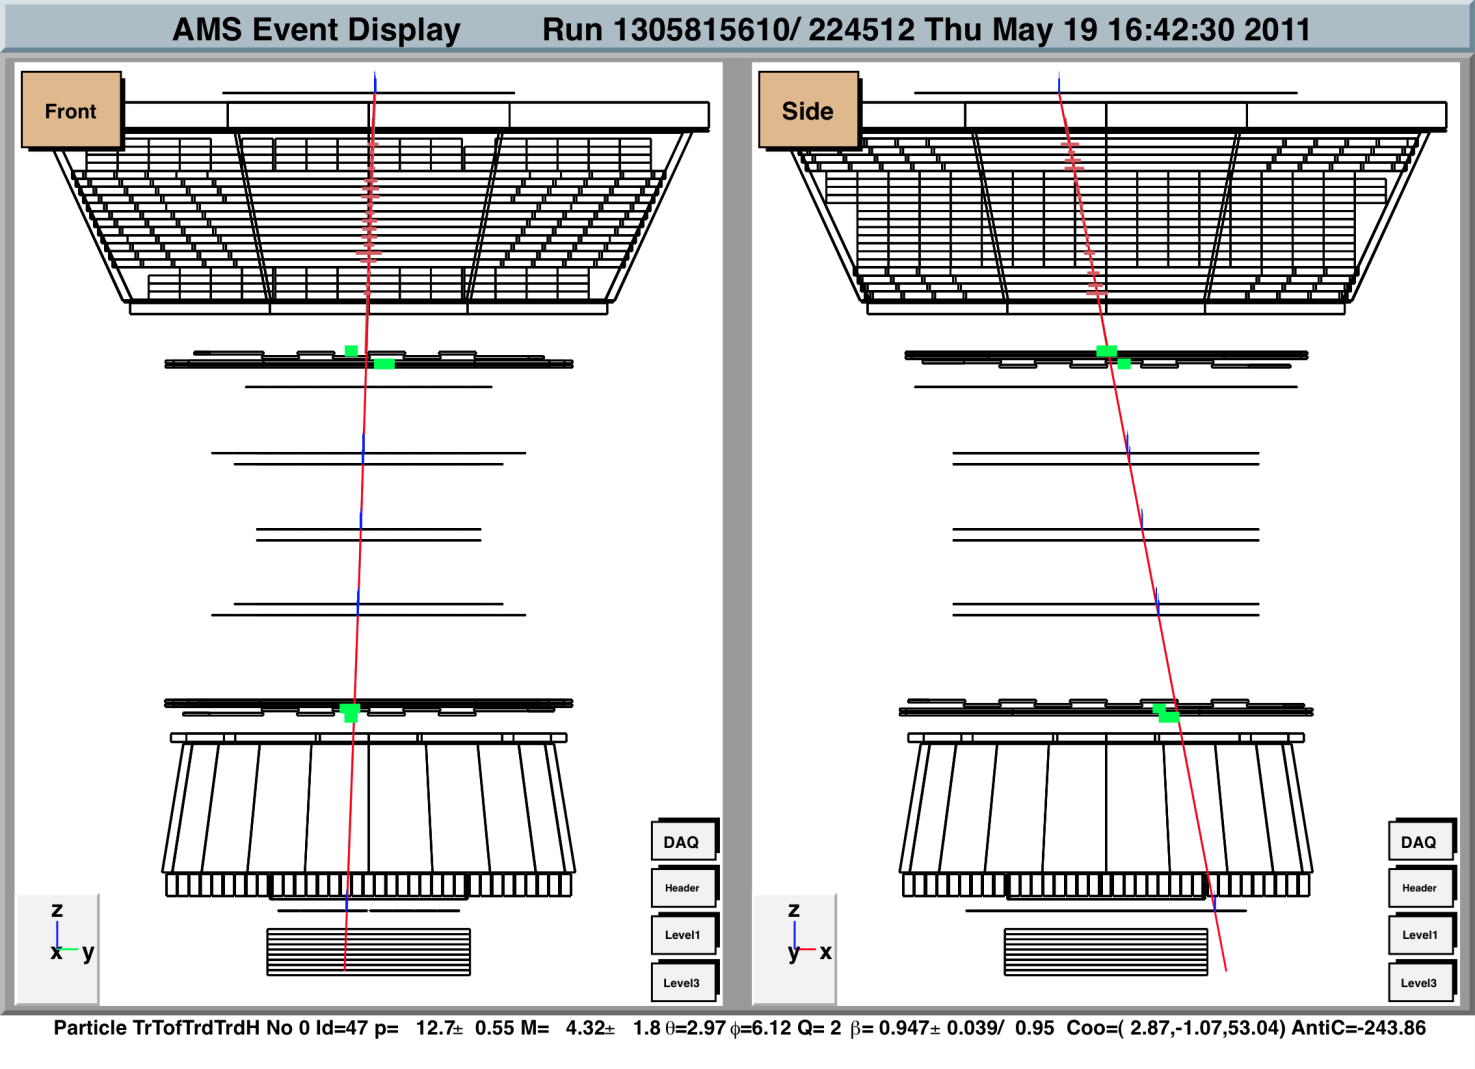 AMS Event Display Run 1305815610/ 224512 Thu May 19 16:42:30 2011
Front
Side
DAQ
Header
Level1
Level3
z
x y
DAQ
Header
Level1
Level3
z
y x
Particle TrTofTrdTrdH No 0 Id=47 p= 12.7± 0.55 M= 4.32± 1.8 θ=2.97 ϕ=6.12 Q= 2 β= 0.947± 0.039/ 0.95 Coo=( 2.87,-1.07,53.04) AntiC=-243.86